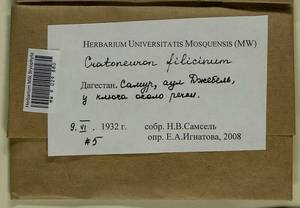 HERBARIUM UNIVERSITATIS MOSQUENSIS (MW)
Cratoneuron filicinum
Дагестан. Самур, аул Джебель,
у ключа около речки.
9. VI. 1932 г. собр. Н.В.Самсель
#5 опр. Е.А.Игнатова, 2008